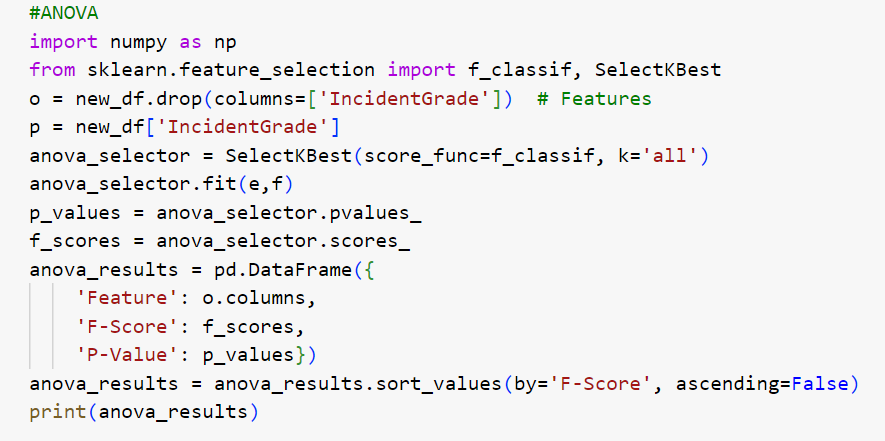 #ANOVA
import numpy as np
from sklearn.feature_selection import f_classif, SelectKBest
o = new_df.drop(columns=['IncidentGrade'])  # Features
p = new_df['IncidentGrade']
anova_selector = SelectKBest(score_func=f_classif, k='all')
anova_selector.fit(e,f)
p_values = anova_selector.pvalues_
f_scores = anova_selector.scores_
anova_results = pd.DataFrame({
    'Feature': o.columns,
    'F-Score': f_scores,
    'P-Value': p_values})
anova_results = anova_results.sort_values(by='F-Score', ascending=False)
print(anova_results)